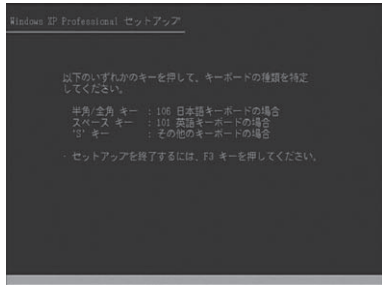 Windows XP Professional セットアップ
以下のいずれかのキーを押して、キーボードの種類を特定
してください。
半角/全角 キー : 106 日本語キーボードの場合
スペース キー : 101 英語キーボードの場合
'S' キー : その他のキーボードの場合
・ セットアップを終了するには、F3 キーを押してください。